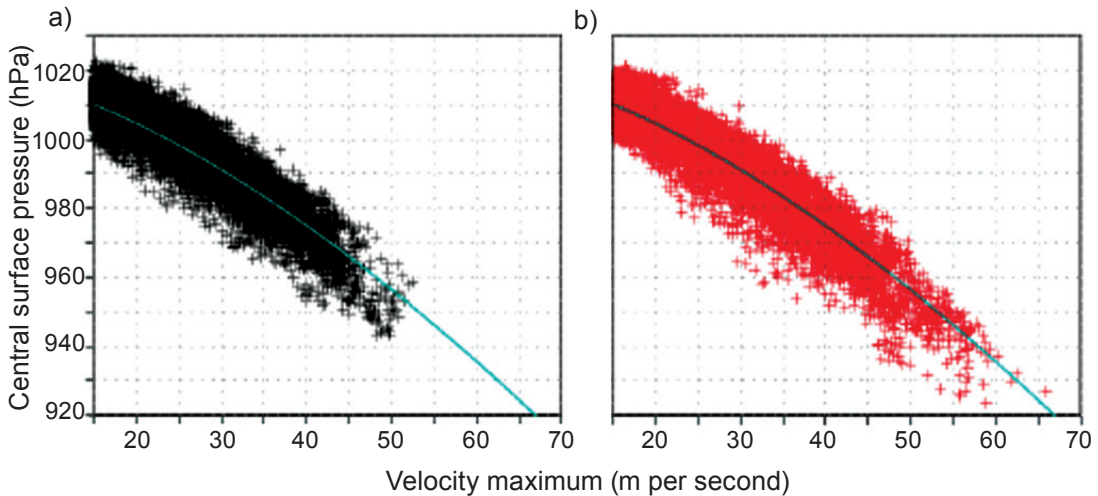 a)
b)
Central surface pressure (hPa)
1020
1000
980
960
940
920
20 30 40 50 60 70
20 30 40 50 60 70
Velocity maximum (m per second)